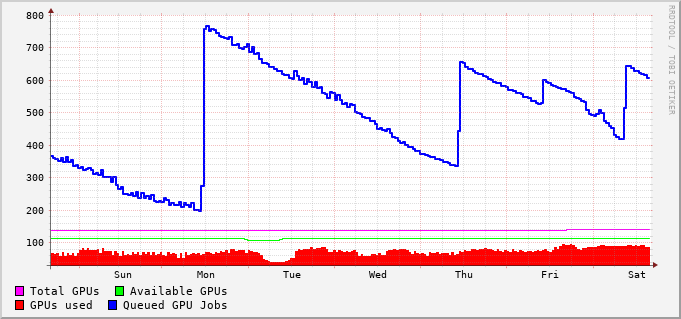 800
700
600
500
400
300
200
100
Sun Mon Tue Wed Thu Fri Sat
Total GPUs Available GPUs
GPUs used Queued GPU Jobs
RRDTOOL / TOBI OETIKER